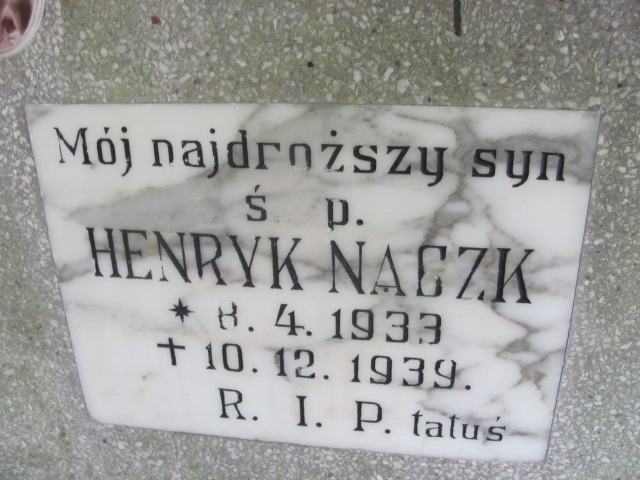 Mój najdroższy syn
ś. p.
HENRYK NACZK
* 8. 4. 1933
✝ 10. 12. 1939.
R. I. P. tatuś